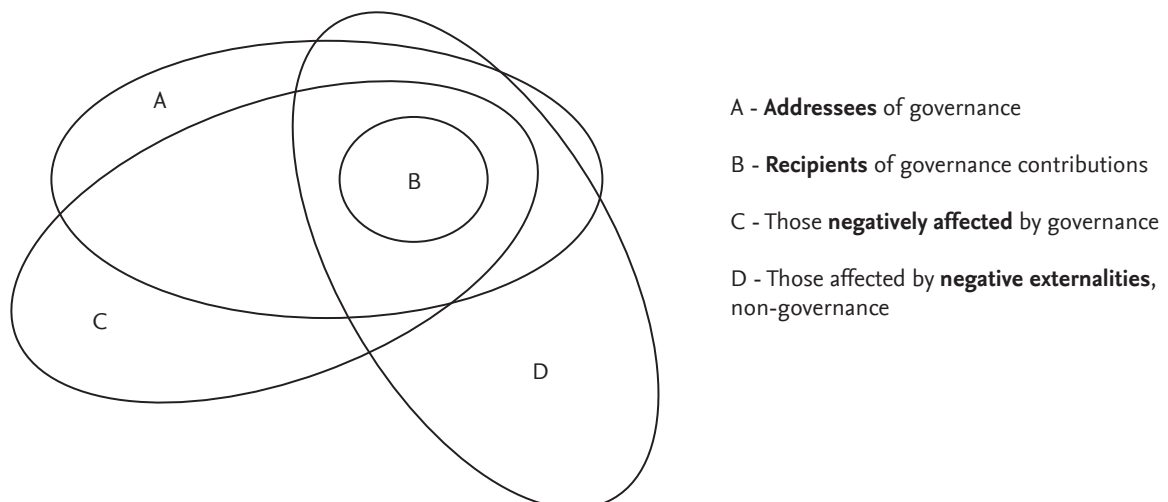 A
B
C
D
A - Addressees of governance
B - Recipients of governance contributions
C - Those negatively affected by governance
D - Those affected by negative externalities,
non-governance